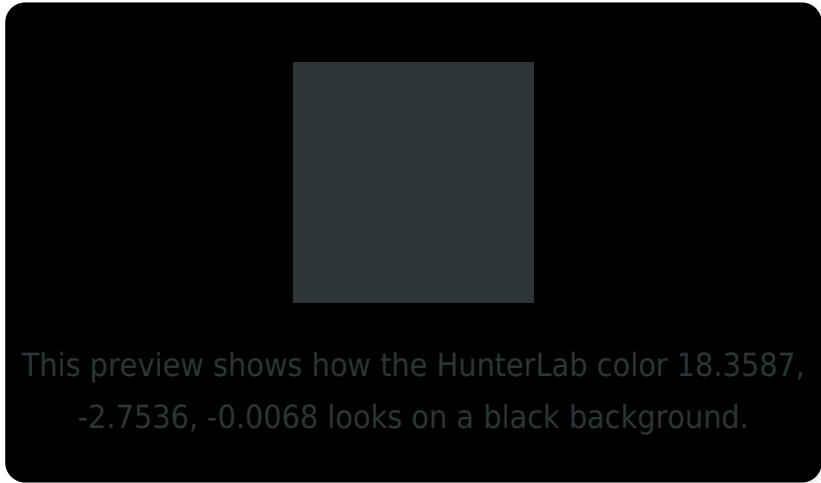 This preview shows how the HunterLab color 18.3587,
-2.7536, -0.0068 looks on a black background.